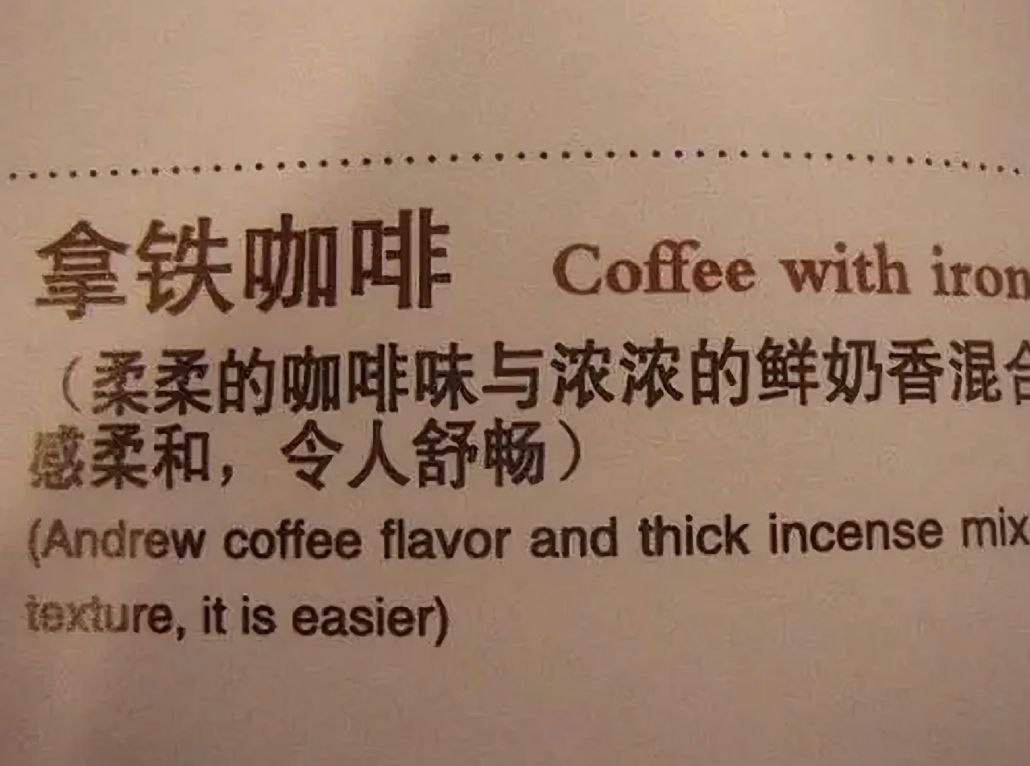 拿铁咖啡 Coffee with iron
（柔柔的咖啡味与浓浓的鲜奶香混合
感柔和，令人舒畅）
(Andrew coffee flavor and thick incense mix
texture, it is easier)